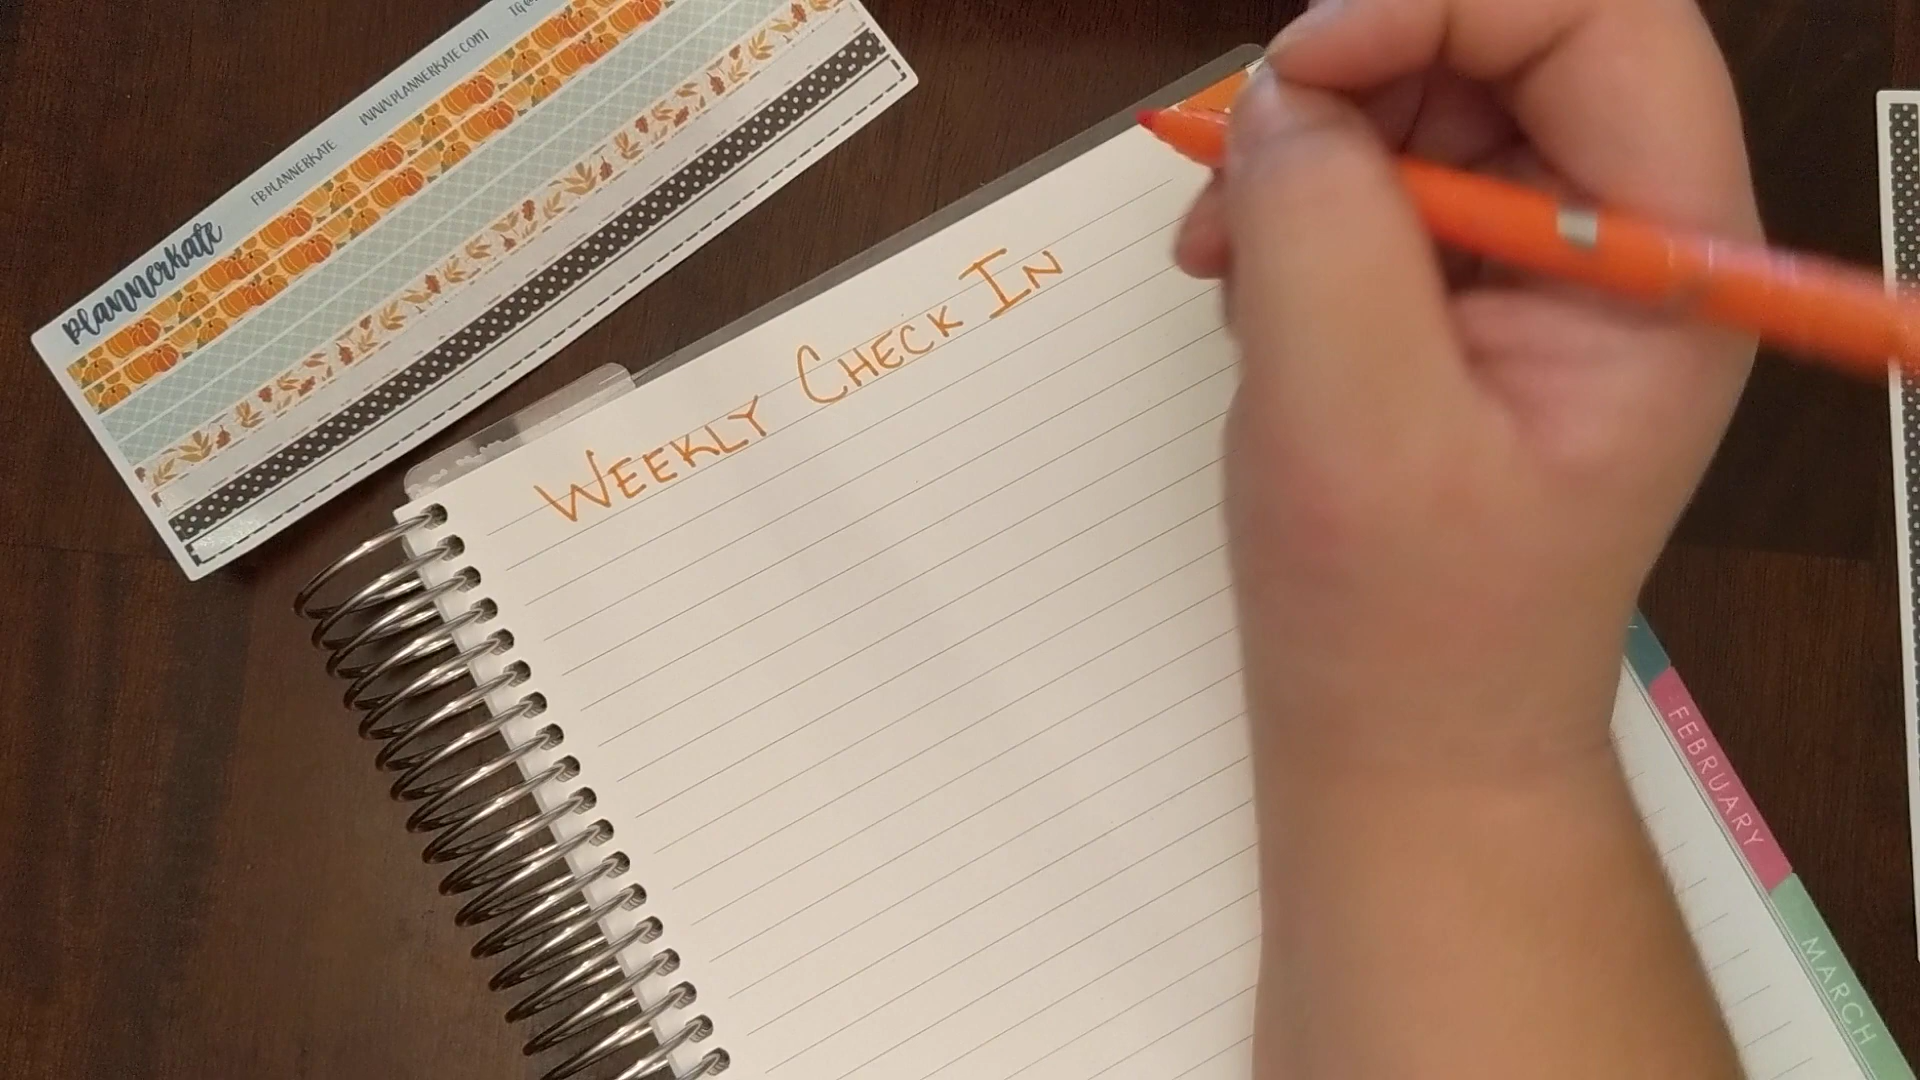 plannerkate
FB:PLANNERKATE
WWW.PLANNERKATE.COM
WEEKLY CHECK IN
FEBRUARY
MARCH